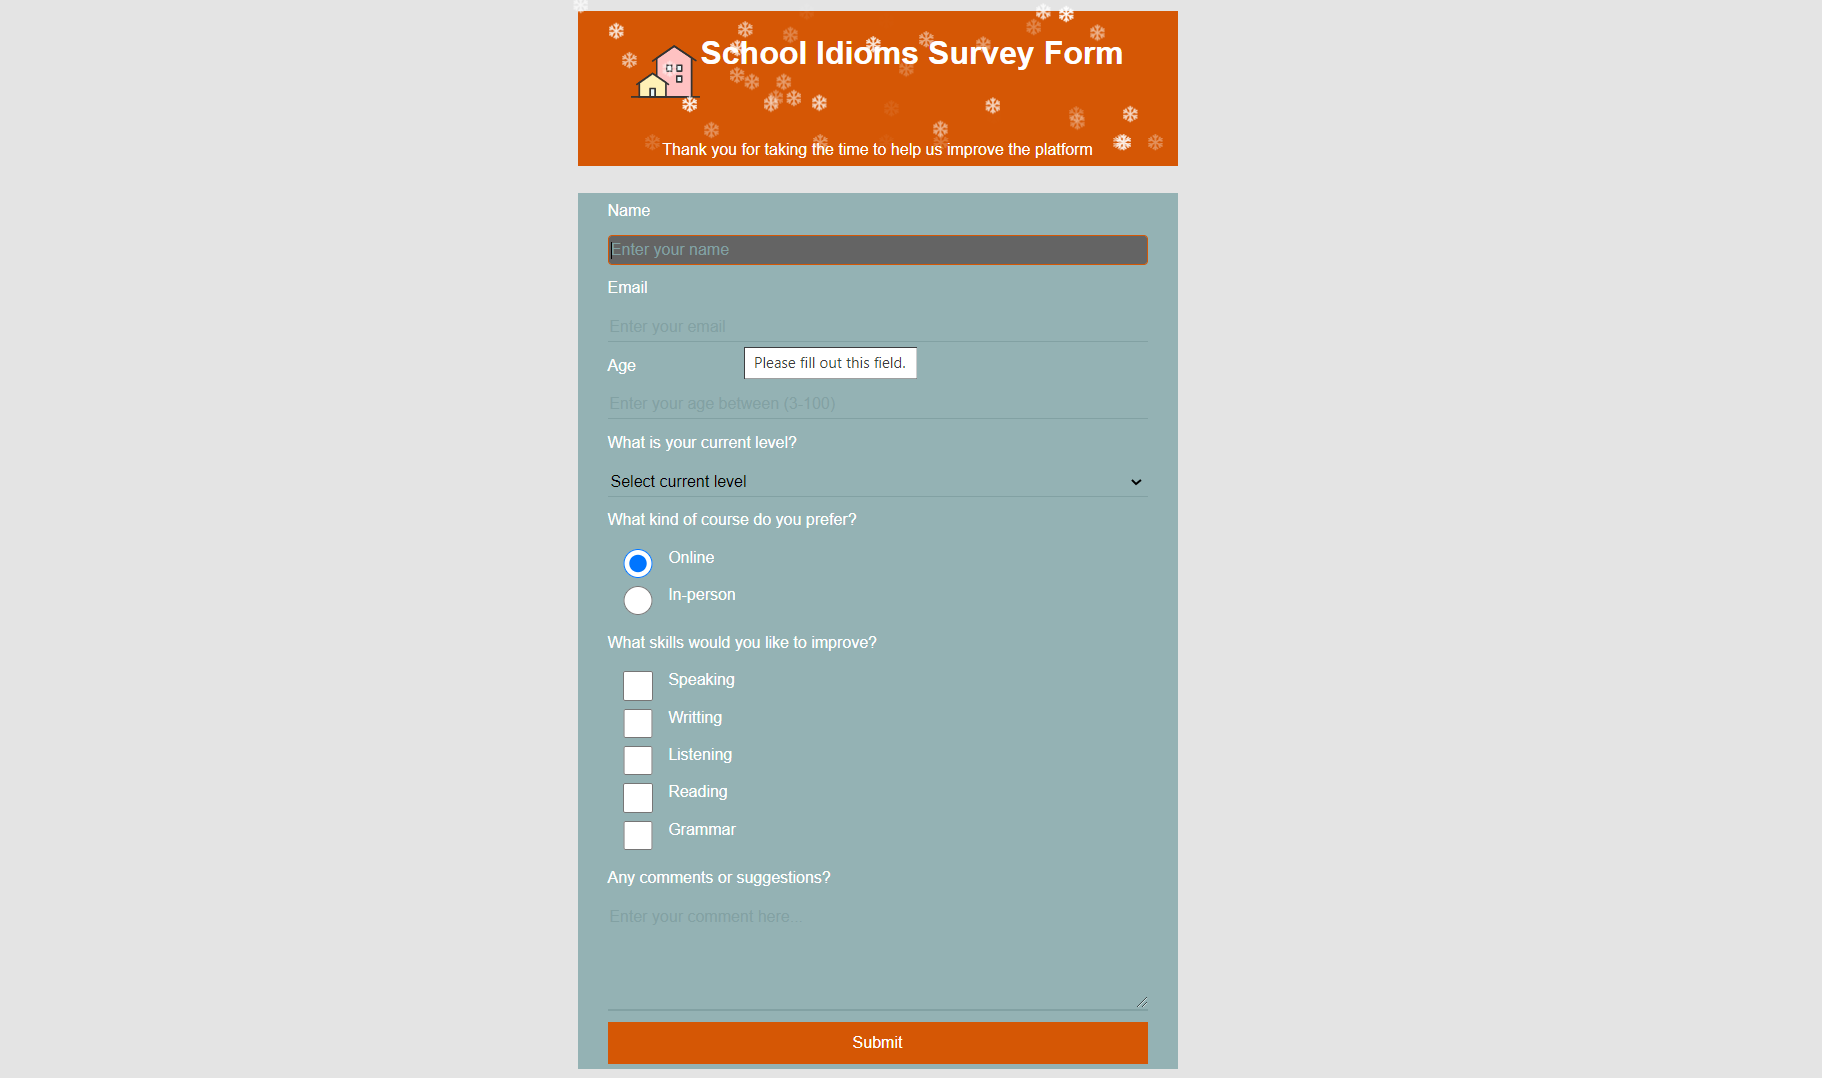 School Idioms Survey Form
Thank you for taking the time to help us improve the platform
Name
Enter your name
Email
Enter your email
Age
Please fill out this field.
Enter your age between (3-100)
What is your current level?
Select current level
What kind of course do you prefer?
Online
In-person
What skills would you like to improve?
Speaking
Writting
Listening
Reading
Grammar
Any comments or suggestions?
Enter your comment here...
Submit